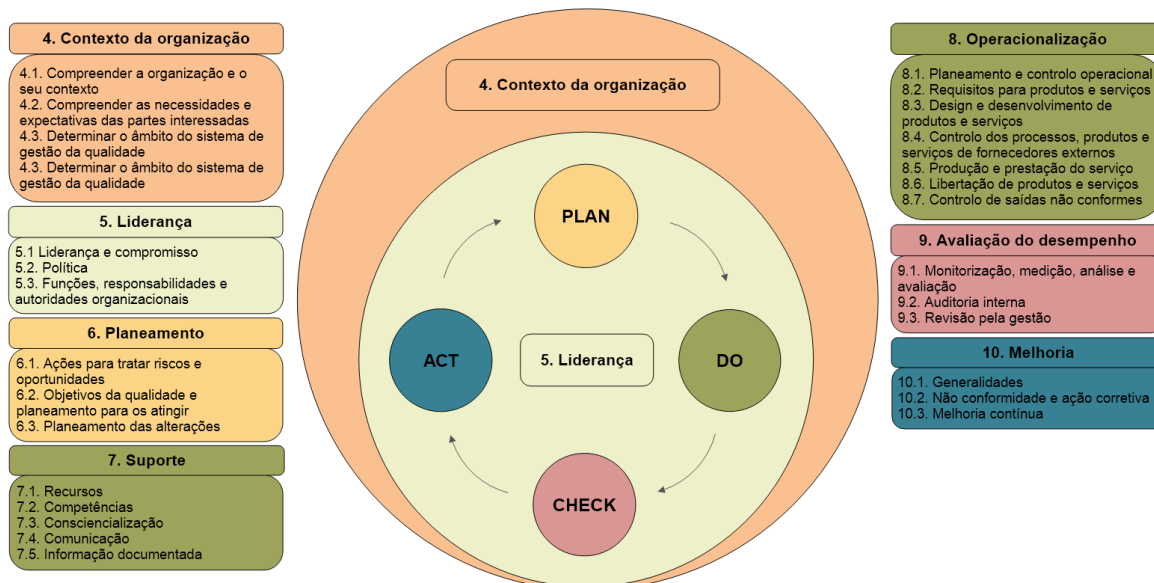 4. Contexto da organização
4.1. Compreender a organização e o
seu contexto
4.2. Compreender as necessidades e
expectativas das partes interessadas
4.3. Determinar o âmbito do sistema de
gestão da qualidade
4.3. Determinar o âmbito do sistema de
gestão da qualidade
5. Liderança
5.1 Liderança e compromisso
5.2. Política
5.3. Funções, responsabilidades e
autoridades organizacionais
6. Planeamento
6.1. Ações para tratar riscos e
oportunidades
6.2. Objetivos da qualidade e
planeamento para os atingir
6.3. Planeamento das alterações
7. Suporte
7.1. Recursos
7.2. Competências
7.3. Consciencialização
7.4. Comunicação
7.5. Informação documentada
4. Contexto da organização
PLAN
ACT
5. Liderança
DO
CHECK
8. Operacionalização
8.1. Planeamento e controlo operacional
8.2. Requisitos para produtos e serviços
8.3. Design e desenvolvimento de
produtos e serviços
8.4. Controlo dos processos, produtos e
serviços de fornecedores externos
8.5. Produção e prestação do serviço
8.6. Libertação de produtos e serviços
8.7. Controlo de saídas não conformes
9. Avaliação do desempenho
9.1. Monitorização, medição, análise e
avaliação
9.2. Auditoria interna
9.3. Revisão pela gestão
10. Melhoria
10.1. Generalidades
10.2. Não conformidade e ação corretiva
10.3. Melhoria contínua